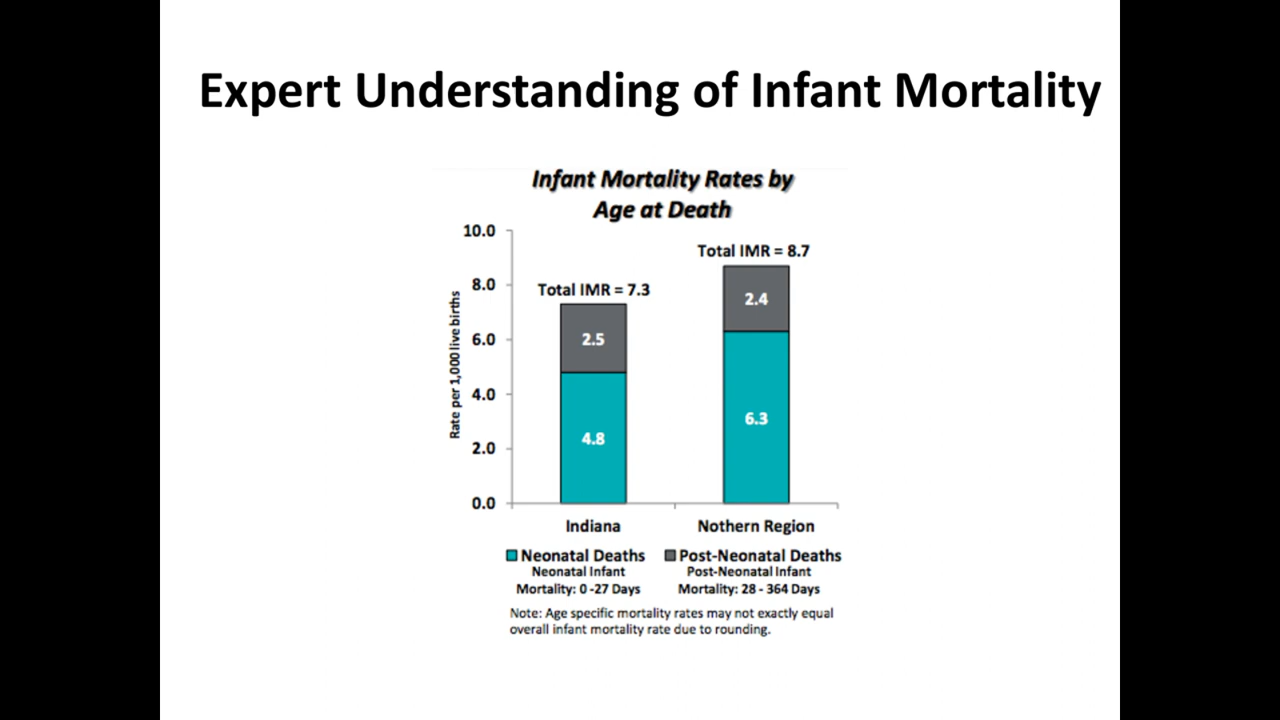 Expert Understanding of Infant Mortality
Infant Mortality Rates by
Age at Death
10.0
Total IMR = 8.7
8.0
Total IMR = 7.3
2.4
6.0
2.5
Rate per 1,000 live births
4.0
6.3
4.8
2.0
0.0
Indiana
Nothern Region
Neonatal Deaths
Post-Neonatal Deaths
Neonatal Infant
Post-Neonatal Infant
Mortality: 0 -27 Days
Mortality: 28 - 364 Days
Note: Age specific mortality rates may not exactly equal
overall infant mortality rate due to rounding.